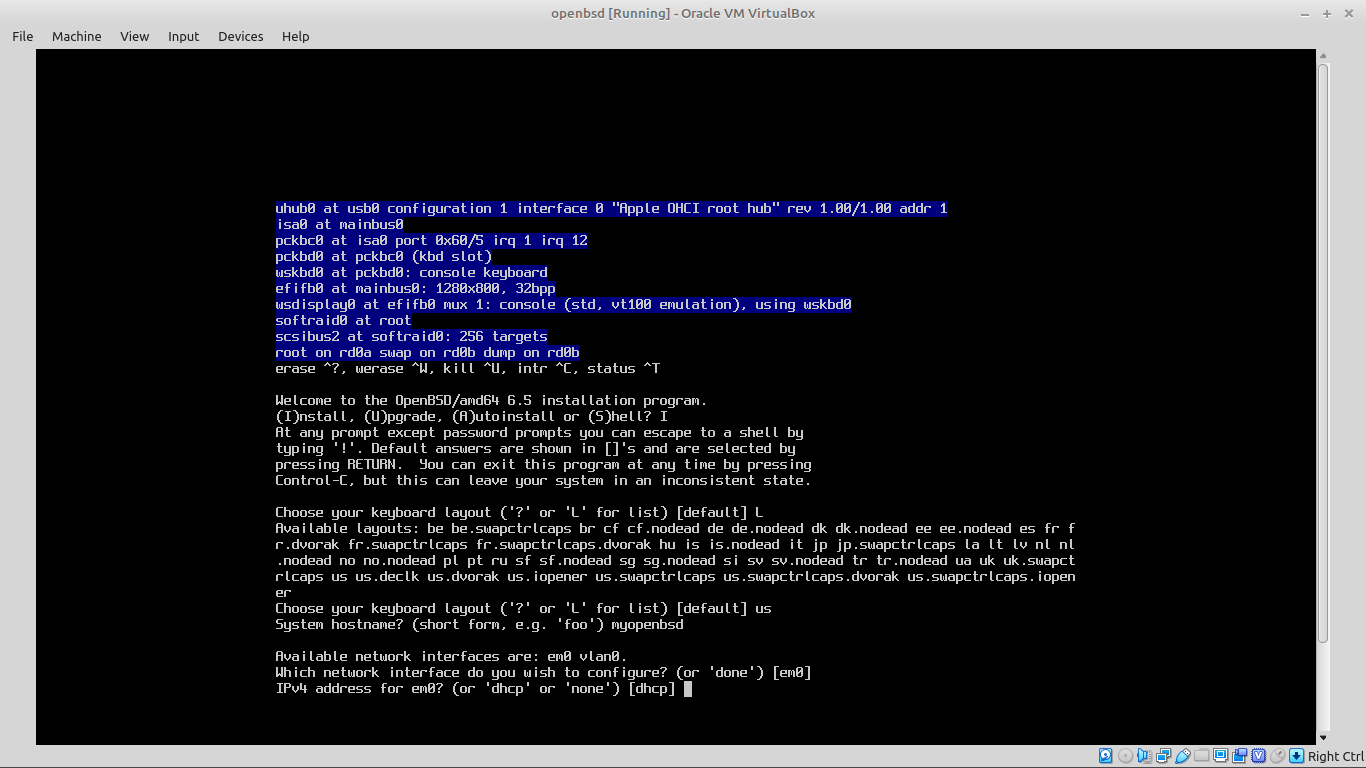 openbsd [Running] - Oracle VM VirtualBox
File Machine View Input Devices Help
uhub0 at usb0 configuration 1 interface 0 "Apple OHCI root hub" rev 1.00/1.00 addr 1
isa0 at mainbus0
pckbc0 at isa0 port 0x60/5 irq 1 irq 12
pckbd0 at pckbc0 (kbd slot)
wskbd0 at pckbd0: console keyboard
efifb0 at mainbus0: 1280x800, 32bpp
wsdisplay0 at efifb0 mux 1: console (std, vt100 emulation), using wskbd0
softraid0 at root
scsibus2 at softraid0: 256 targets
root on rd0a swap on rd0b dump on rd0b
erase ^?, werase ^W, kill ^U, intr ^C, status ^T
Welcome to the OpenBSD/amd64 6.5 installation program.
(I)nstall, (U)pgrade, (A)utoinstall or (S)hell? I
At any prompt except password prompts you can escape to a shell by
typing '!'. Default answers are shown in []'s and are selected by
pressing RETURN.  You can exit this program at any time by pressing
Control-C, but this can leave your system in an inconsistent state.
Choose your keyboard layout ('?' or 'L' for list) [default] L
Available layouts: be be.swapctrlcaps br cf cf.nodead de de.nodead dk dk.nodead ee ee.nodead es fr f
r.dvorak fr.swapctrlcaps fr.swapctrlcaps.dvorak hu is is.nodead it jp jp.swapctrlcaps la lt lv nl nl
.nodead no no.nodead pl pt ru sf sf.nodead sg sg.nodead si sv sv.nodead tr tr.nodead ua uk uk.swapct
rlcaps us us.declk us.dvorak us.iopener us.swapctrlcaps us.swapctrlcaps.dvorak us.swapctrlcaps.iopen
er
Choose your keyboard layout ('?' or 'L' for list) [default] us
System hostname? (short form, e.g. 'foo') myopenbsd
Available network interfaces are: em0 vlan0.
Which network interface do you wish to configure? (or 'done') [em0]
IPv4 address for em0? (or 'dhcp' or 'none') [dhcp]
Right Ctrl